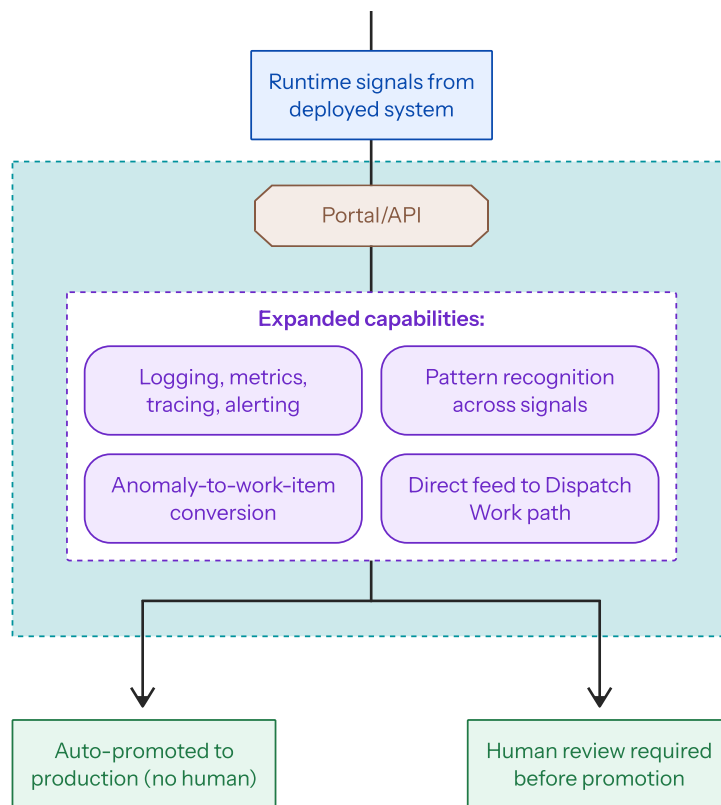 Runtime signals from
deployed system
Portal/API
Expanded capabilities:
Logging, metrics,
tracing, alerting
Pattern recognition
across signals
Anomaly-to-work-item
conversion
Direct feed to Dispatch
Work path
Auto-promoted to
production (no human)
Human review required
before promotion